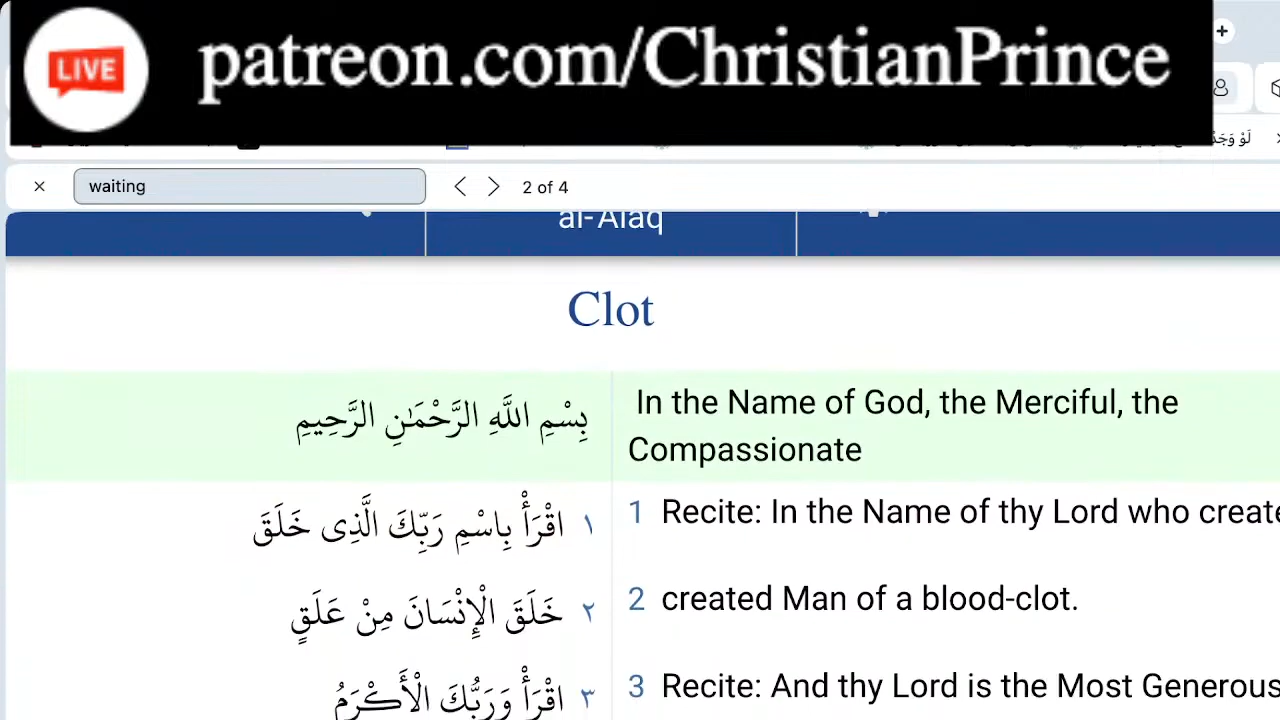 LIVE
patreon.com/ChristianPrince
لَوْ وَجَدْ
waiting
2 of 4
al-Alaq
Clot
بِسْمِ اللَّهِ الرَّحْمَٰنِ الرَّحِيمِ
In the Name of God, the Merciful, the
Compassionate
١ اقْرَأْ بِاسْمِ رَبِّكَ الَّذِى خَلَقَ
1 Recite: In the Name of thy Lord who create
٢ خَلَقَ الْإِنْسَانَ مِنْ عَلَقٍ
2 created Man of a blood-clot.
٣ اقْرَأْ وَرَبُّكَ الْأَكْرَمُ
3 Recite: And thy Lord is the Most Generous